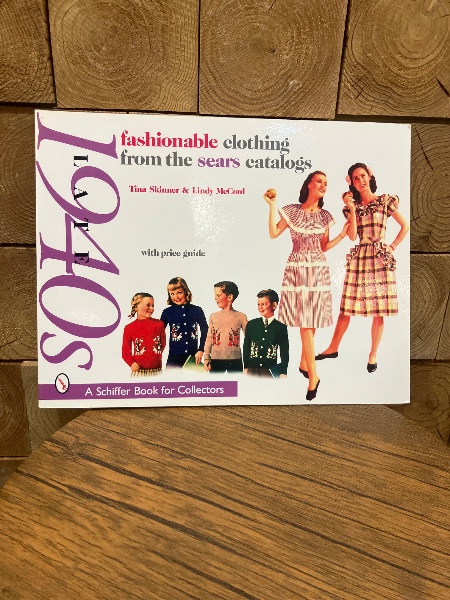 LATE
1940s
fashionable clothing
from the sears catalogs
Tina Skinner & Lindy McCord
with price guide
A Schiffer Book for Collectors